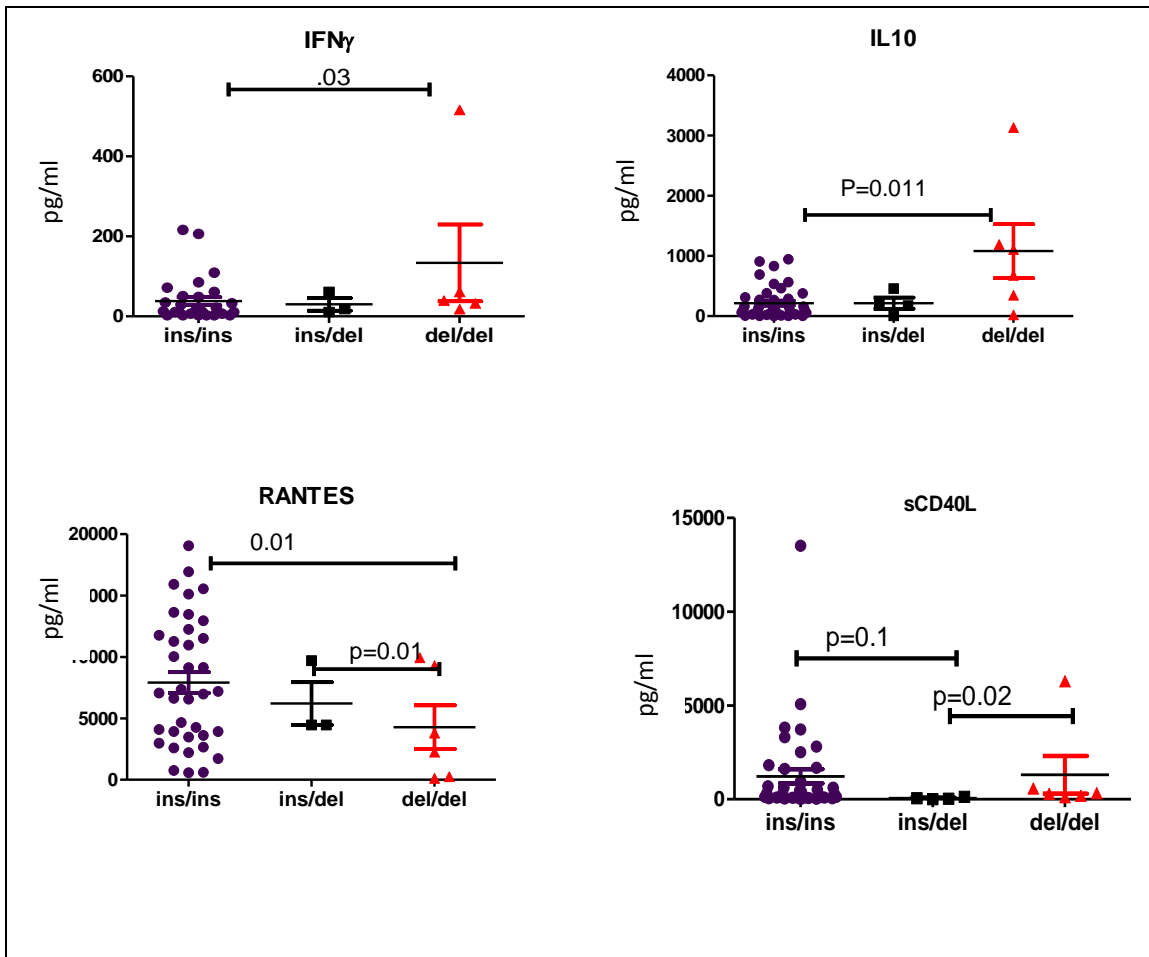 IFNγ
600
400
200
0
pg/ml
.03
ins/ins ins/del del/del
IL10
4000
3000
2000
1000
0
pg/ml
P=0.011
ins/ins ins/del del/del
RANTES
20000
000
0000
5000
0
pg/ml
0.01
p=0.01
ins/ins ins/del del/del
sCD40L
15000
10000
5000
0
pg/ml
p=0.1
p=0.02
ins/ins ins/del del/del